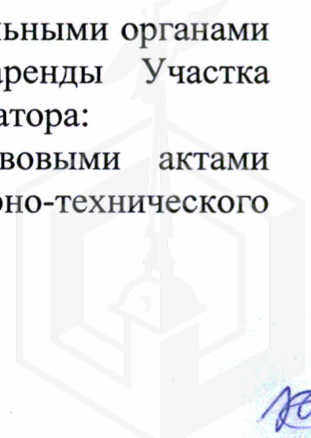 льными органами
аренды Участка
атора:
вовыми актами
рно-технического